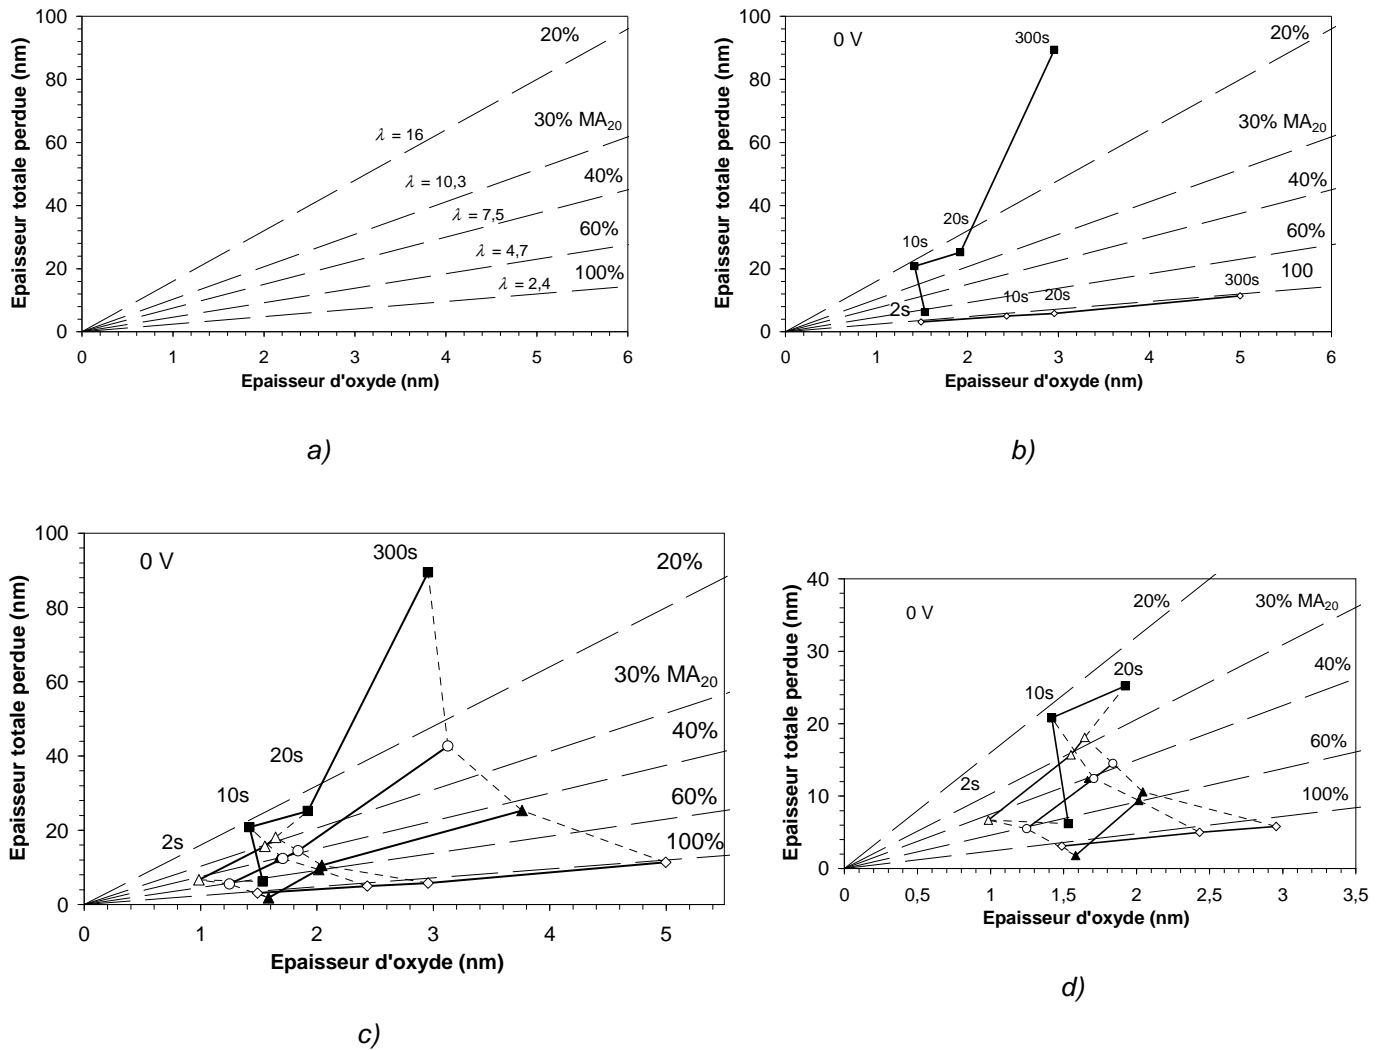 Epaisseur totale perdue (nm)
100
80
60
40
20
0
0 1 2 3 4 5 6
Epaisseur d'oxyde (nm)
20%
30% MA20
40%
60%
100%
λ = 16
λ = 10,3
λ = 7,5
λ = 4,7
λ = 2,4
a)
Epaisseur totale perdue (nm)
100
80
60
40
20
0
0 1 2 3 4 5 6
Epaisseur d'oxyde (nm)
0 V
300s
20%
30% MA20
40%
60%
100
20s
10s
2s
10s 20s 300s
b)
Epaisseur totale perdue (nm)
100
80
60
40
20
0
0 1 2 3 4 5
Epaisseur d'oxyde (nm)
0 V
300s
20%
30% MA20
40%
60%
100%
20s
10s
2s
c)
Epaisseur totale perdue (nm)
40
30
20
10
0
0 1 1,5 2 2,5 3 3,5
Epaisseur d'oxyde (nm)
0 V
20%
30% MA20
40%
60%
100%
20s
10s
2s
d)